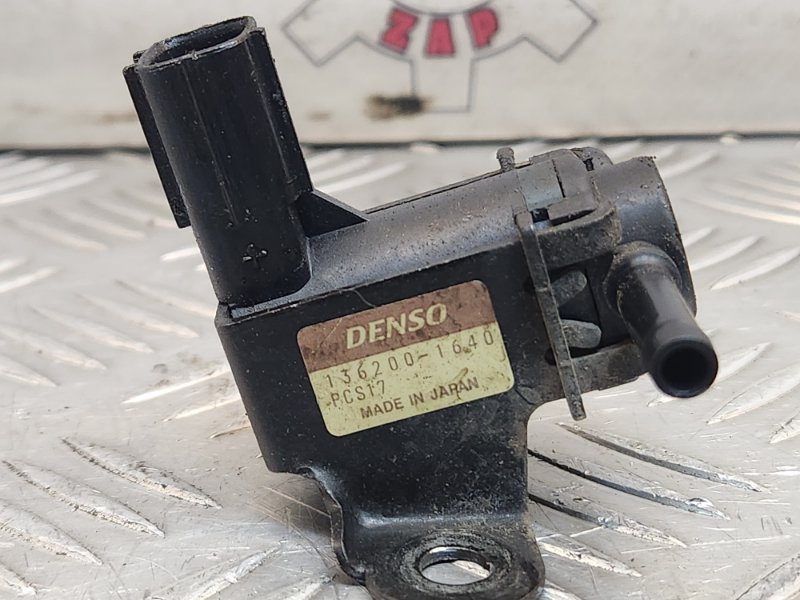 ZAP
DENSO
136200-1640
PCS17
MADE IN JAPAN